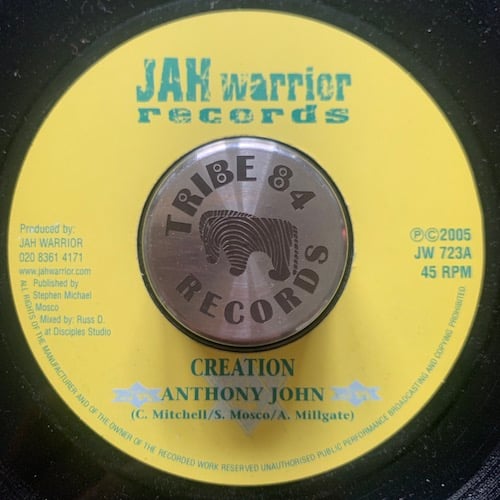 JAH warrior
records
TRIBE 84
RECORDS
Produced by:
JAH WARRIOR
020 8361 4171
www.jahwarrior.com
Published by
Stephen Michael
Mosco
Mixed by: Russ D.
at Disciples Studio
℗©2005
JW 723A
45 RPM
CREATION
ANTHONY JOHN
(C. Mitchell/S. Mosco/A. Millgate)
ALL RIGHTS OF THE MANUFACTURER AND OF THE OWNER OF THE RECORDED WORK RESERVED UNAUTHORISED PUBLIC PERFORMANCE BROADCASTING AND COPYING PROHIBITED